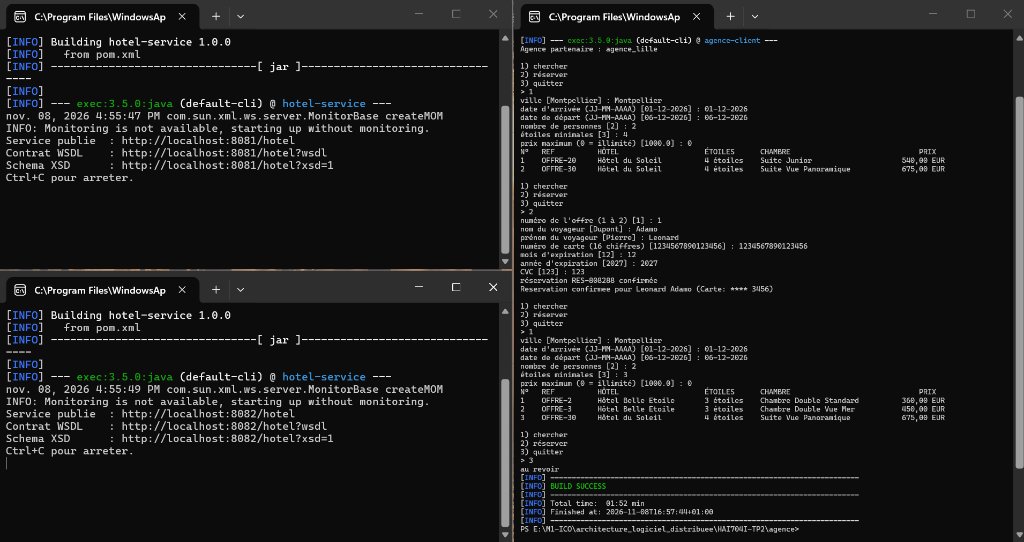 C:\Program Files\WindowsAp
[INFO] Building hotel-service 1.0.0
[INFO]   from pom.xml
[INFO] --------------------------------[ jar ]---------------------------------
[INFO]
[INFO] --- exec:3.5.0:java (default-cli) @ hotel-service ---
nov. 08, 2026 4:55:47 PM com.sun.xml.ws.server.MonitorBase createMOM
INFO: Monitoring is not available, starting up without monitoring.
Service publie  : http://localhost:8081/hotel
Contrat WSDL    : http://localhost:8081/hotel?wsdl
Schema XSD      : http://localhost:8081/hotel?xsd=1
Ctrl+C pour arreter.
C:\Program Files\WindowsAp
[INFO] Building hotel-service 1.0.0
[INFO]   from pom.xml
[INFO] --------------------------------[ jar ]---------------------------------
[INFO]
[INFO] --- exec:3.5.0:java (default-cli) @ hotel-service ---
nov. 08, 2026 4:55:49 PM com.sun.xml.ws.server.MonitorBase createMOM
INFO: Monitoring is not available, starting up without monitoring.
Service publie  : http://localhost:8082/hotel
Contrat WSDL    : http://localhost:8082/hotel?wsdl
Schema XSD      : http://localhost:8082/hotel?xsd=1
Ctrl+C pour arreter.
C:\Program Files\WindowsAp
[INFO] --- exec:3.5.0:java (default-cli) @ agence-client ---
Agence partenaire : agence_lille
1) chercher
2) réserver
3) quitter
> 1
ville [Montpellier] : Montpellier
date d'arrivée (JJ-MM-AAAA) [01-12-2026] : 01-12-2026
date de départ (JJ-MM-AAAA) [06-12-2026] : 06-12-2026
nombre de personnes [2] : 2
étoiles minimales [3] : 4
prix maximum (0 = illimité) [1000.0] : 0
N°  REF  HÔTEL  ÉTOILES  CHAMBRE  PRIX
1  OFFRE-20  Hôtel du Soleil  4 étoiles  Suite Junior  540,00 EUR
2  OFFRE-30  Hôtel du Soleil  4 étoiles  Suite Vue Panoramique  675,00 EUR
1) chercher
2) réserver
3) quitter
> 2
numéro de l'offre (1 à 2) [1] : 1
nom du voyageur [Dupont] : Adamo
prénom du voyageur [Pierre] : Leonard
numéro de carte (16 chiffres) [1234567890123456] : 1234567890123456
mois d'expiration [12] : 12
année d'expiration [2027] : 2027
CVC [123] : 123
réservation RES-808288 confirmée
Reservation confirmee pour Leonard Adamo (Carte: **** 3456)
1) chercher
2) réserver
3) quitter
> 1
ville [Montpellier] : Montpellier
date d'arrivée (JJ-MM-AAAA) [01-12-2026] : 01-12-2026
date de départ (JJ-MM-AAAA) [06-12-2026] : 06-12-2026
nombre de personnes [2] : 2
étoiles minimales [3] : 3
prix maximum (0 = illimité) [1000.0] : 0
N°  REF  HÔTEL  ÉTOILES  CHAMBRE  PRIX
1  OFFRE-2  Hôtel Belle Etoile  3 étoiles  Chambre Double Standard  360,00 EUR
2  OFFRE-3  Hôtel Belle Etoile  3 étoiles  Chambre Double Vue Mer  450,00 EUR
3  OFFRE-30  Hôtel du Soleil  4 étoiles  Suite Vue Panoramique  675,00 EUR
1) chercher
2) réserver
3) quitter
> 3
au revoir
[INFO] ------------------------------------------------------------------------
[INFO] BUILD SUCCESS
[INFO] ------------------------------------------------------------------------
[INFO] Total time:  01:52 min
[INFO] Finished at: 2026-11-08T16:57:44+01:00
[INFO] ------------------------------------------------------------------------
PS E:\M1-ICO\architecture_logiciel_distribuee\HAI704I-TP2\agence>